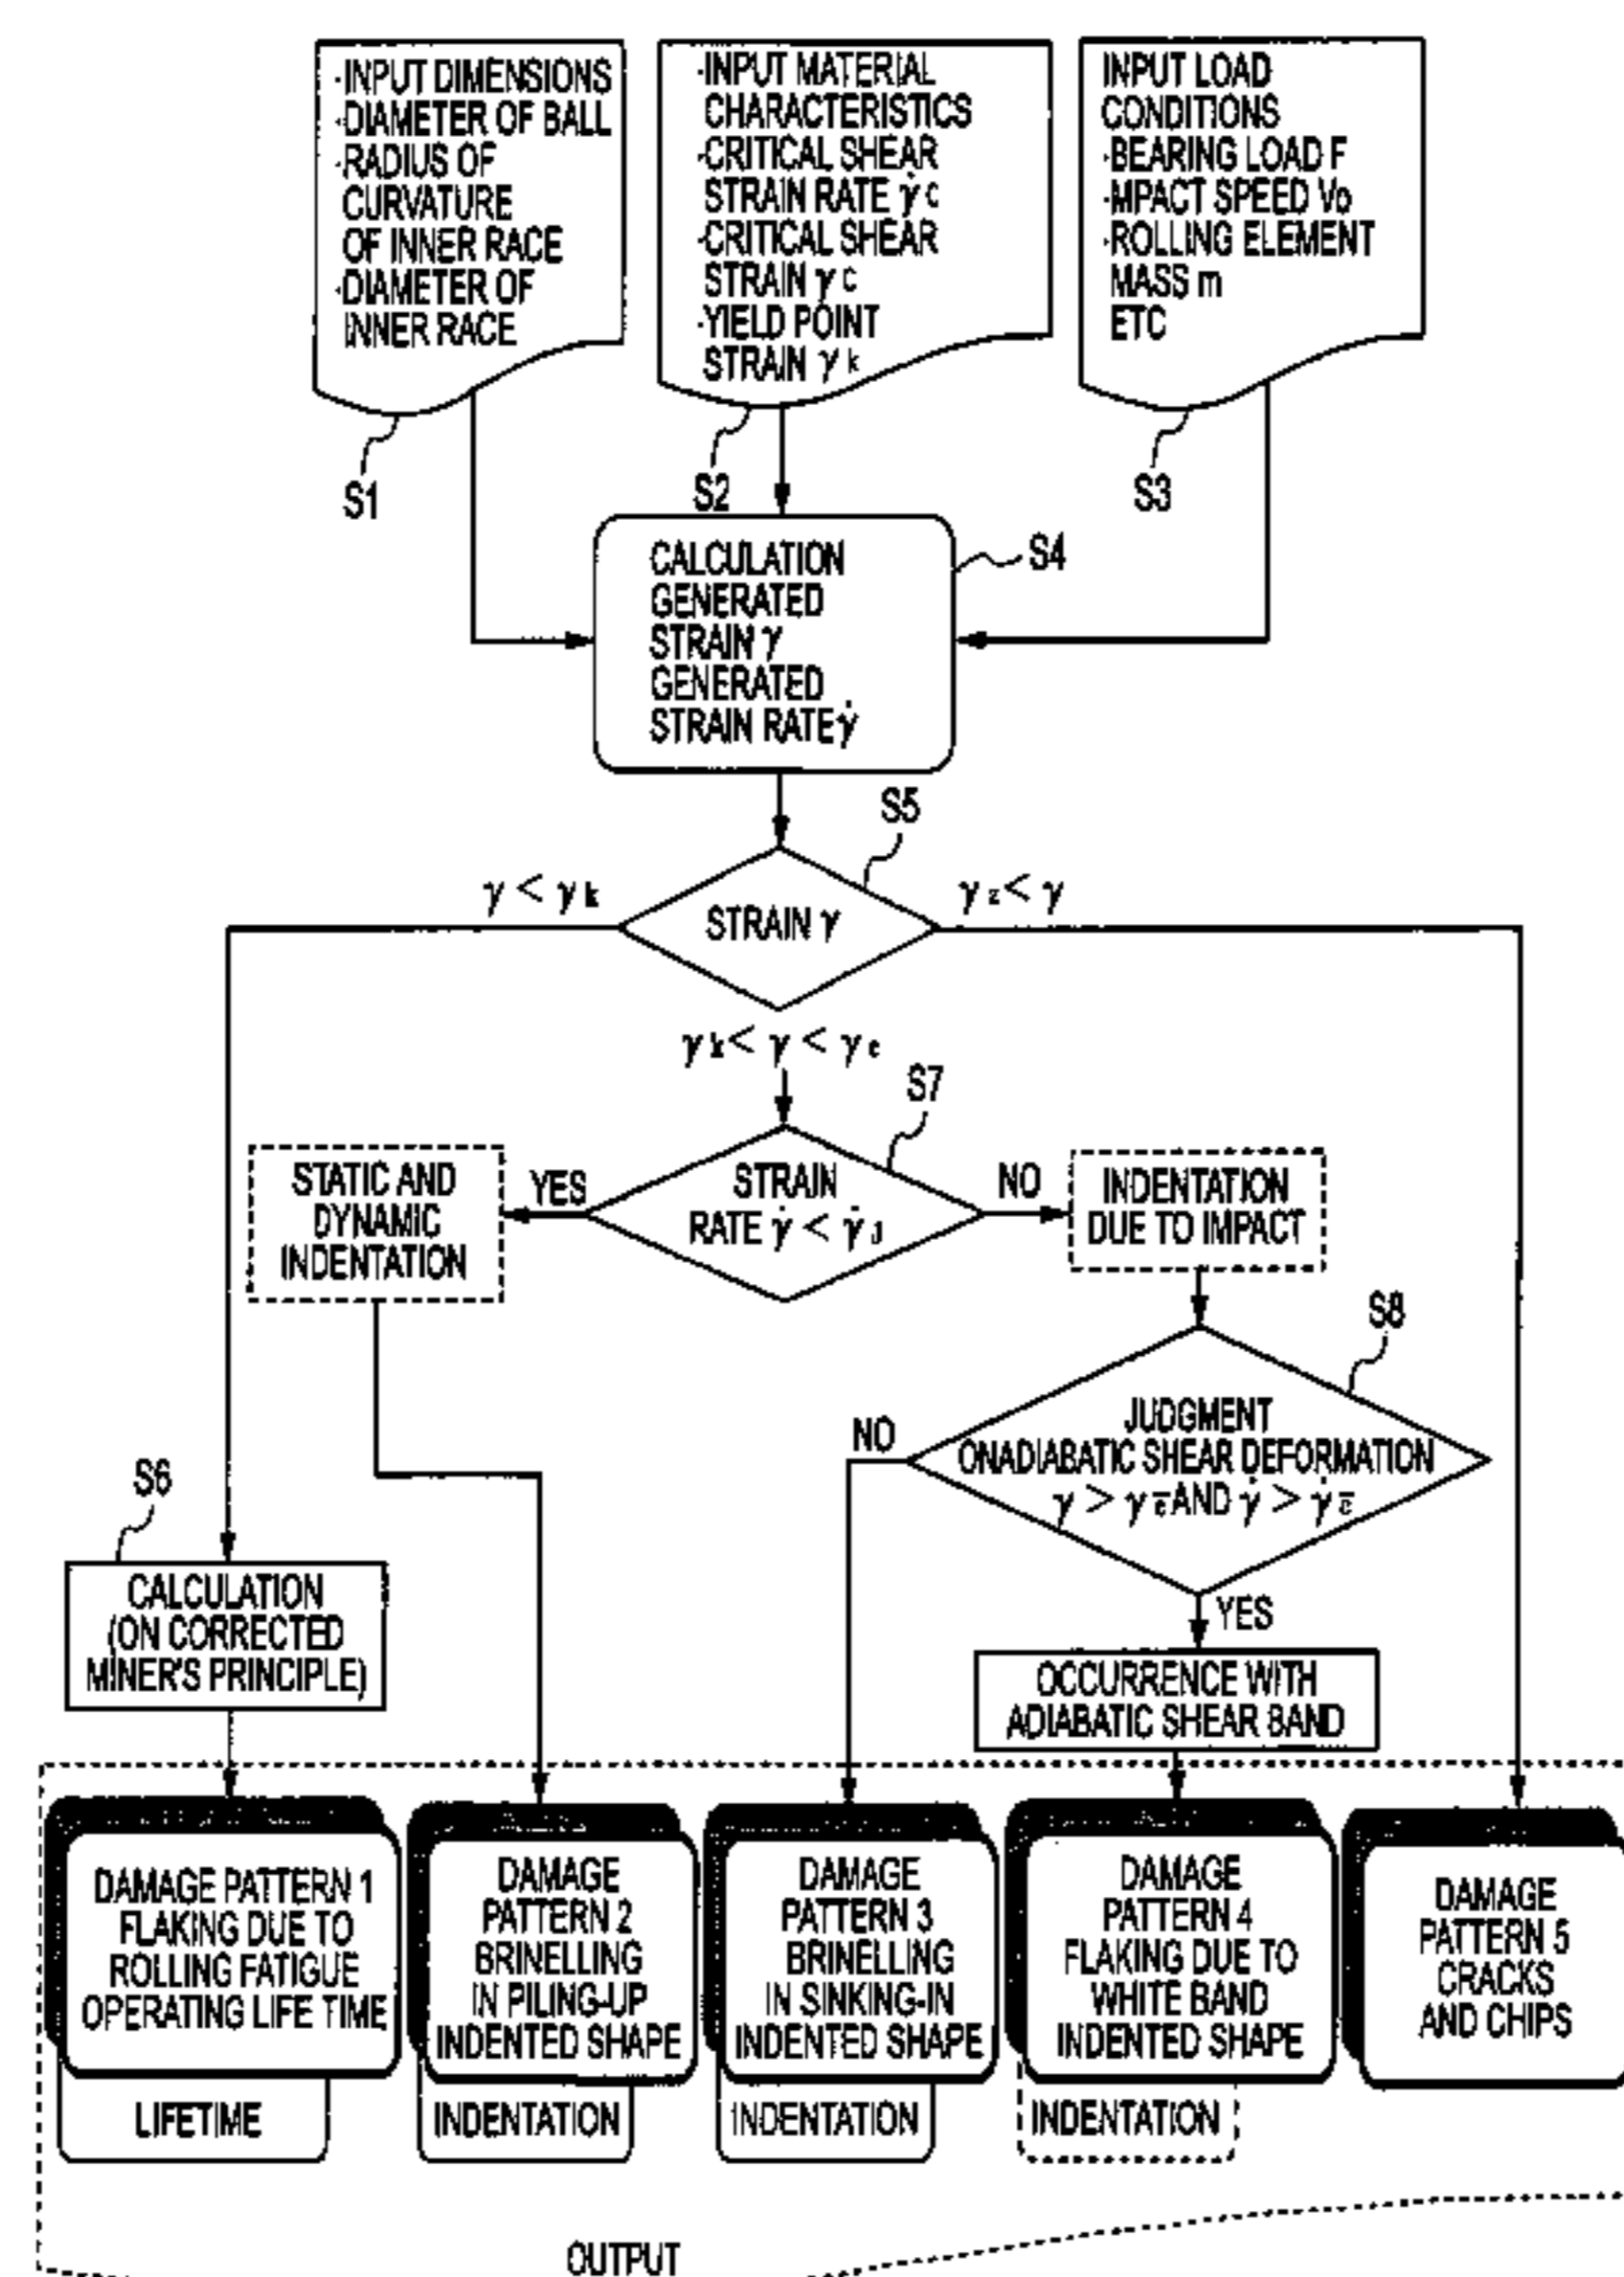 ·INPUT DIMENSIONS
·DIAMETER OF BALL
·RADIUS OF
CURVATURE
OF INNER RACE
·DIAMETER OF
INNER RACE
S1
·INPUT MATERIAL
CHARACTERISTICS
·CRITICAL SHEAR
STRAIN RATE γ̇ c
·CRITICAL SHEAR
STRAIN γ c
·YIELD POINT
STRAIN γ k
S2
INPUT LOAD
CONDITIONS
·BEARING LOAD F
·MPACT SPEED Vo
·ROLLING ELEMENT
MASS m
ETC
S3
CALCULATION
GENERATED
STRAIN γ
GENERATED
STRAIN RATE γ̇
S4
S5
γ < γ k
STRAIN γ
γ z < γ
γ k < γ < γ c
S7
STATIC AND
DYNAMIC
INDENTATION
YES
STRAIN
RATE γ̇ < γ̇ J
NO
INDENTATION
DUE TO IMPACT
S8
NO
JUDGMENT
ONADIABATIC SHEAR DEFORMATION
γ > γ c̅ AND γ̇ > γ̇ c̅
YES
S6
CALCULATION
(ON CORRECTED
MINER'S PRINCIPLE)
OCCURRENCE WITH
ADIABATIC SHEAR BAND
DAMAGE PATTERN 1
FLAKING DUE TO
ROLLING FATIGUE
OPERATING LIFE TIME
LIFETIME
DAMAGE
PATTERN 2
BRINELLING
IN PILING-UP
INDENTED SHAPE
INDENTATION
DAMAGE
PATTERN 3
BRINELLING
IN SINKING-IN
INDENTED SHAPE
INDENTATION
DAMAGE
PATTERN 4
FLAKING DUE TO
WHITE BAND
INDENTED SHAPE
INDENTATION
DAMAGE
PATTERN 5
CRACKS
AND CHIPS
OUTPUT